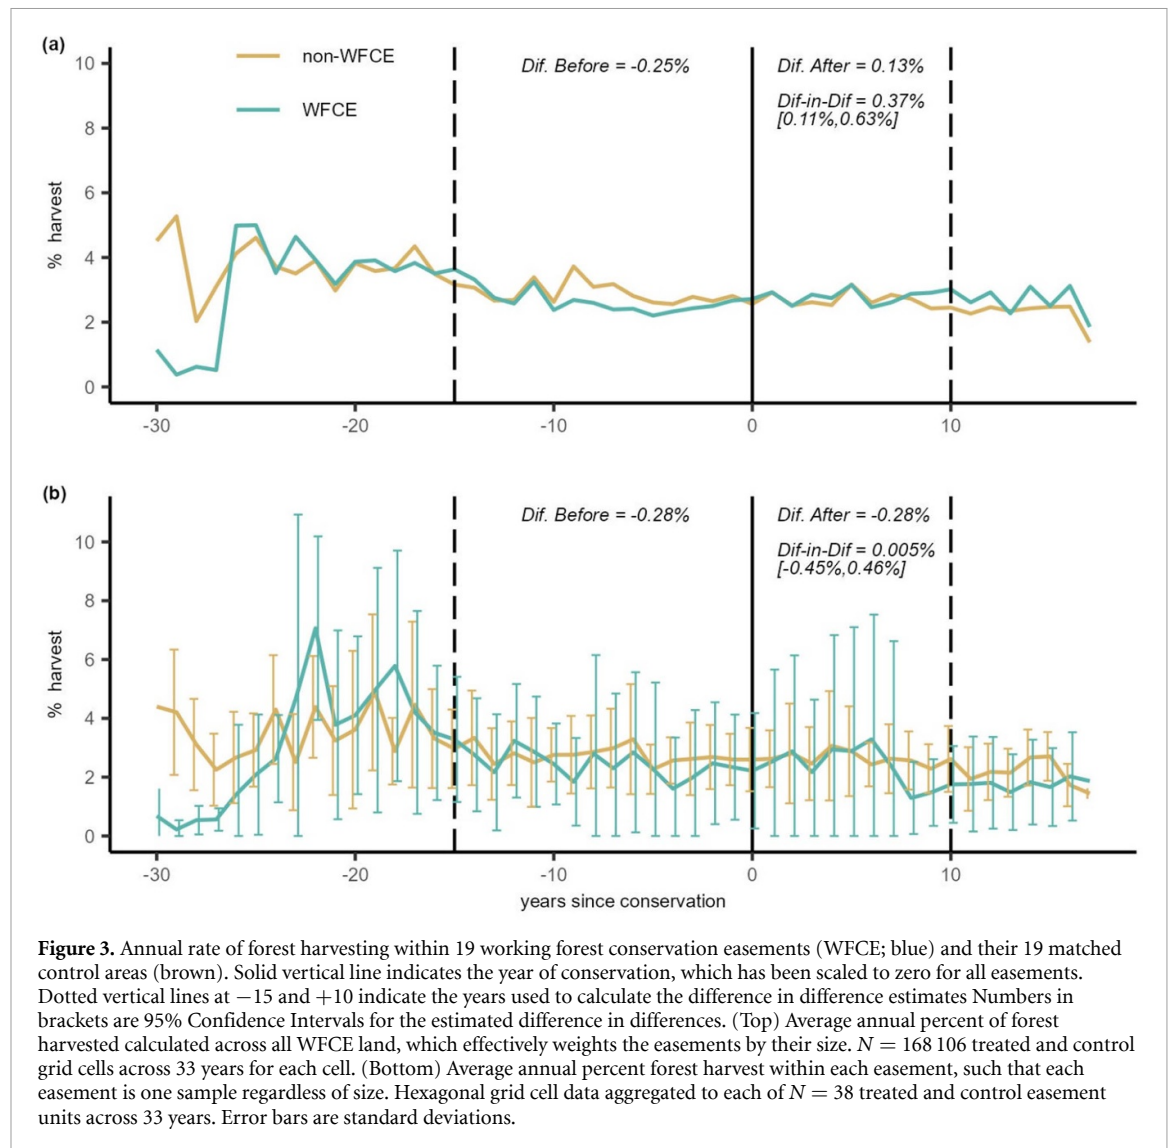 (a)
non-WFCE
WFCE
Dif. Before = -0.25%
Dif. After = 0.13%
Dif-in-Dif = 0.37%
[0.11%,0.63%]
% harvest
10
8
6
4
2
0
-30
-20
-10
0
10
(b)
Dif. Before = -0.28%
Dif. After = -0.28%
Dif-in-Dif = 0.005%
[-0.45%,0.46%]
% harvest
10
8
6
4
2
0
-30
-20
-10
0
10
years since conservation
Figure 3. Annual rate of forest harvesting within 19 working forest conservation easements (WFCE; blue) and their 19 matched
control areas (brown). Solid vertical line indicates the year of conservation, which has been scaled to zero for all easements.
Dotted vertical lines at −15 and +10 indicate the years used to calculate the difference in difference estimates Numbers in
brackets are 95% Confidence Intervals for the estimated difference in differences. (Top) Average annual percent of forest
harvested calculated across all WFCE land, which effectively weights the easements by their size. N = 168 106 treated and control
grid cells across 33 years for each cell. (Bottom) Average annual percent forest harvest within each easement, such that each
easement is one sample regardless of size. Hexagonal grid cell data aggregated to each of N = 38 treated and control easement
units across 33 years. Error bars are standard deviations.